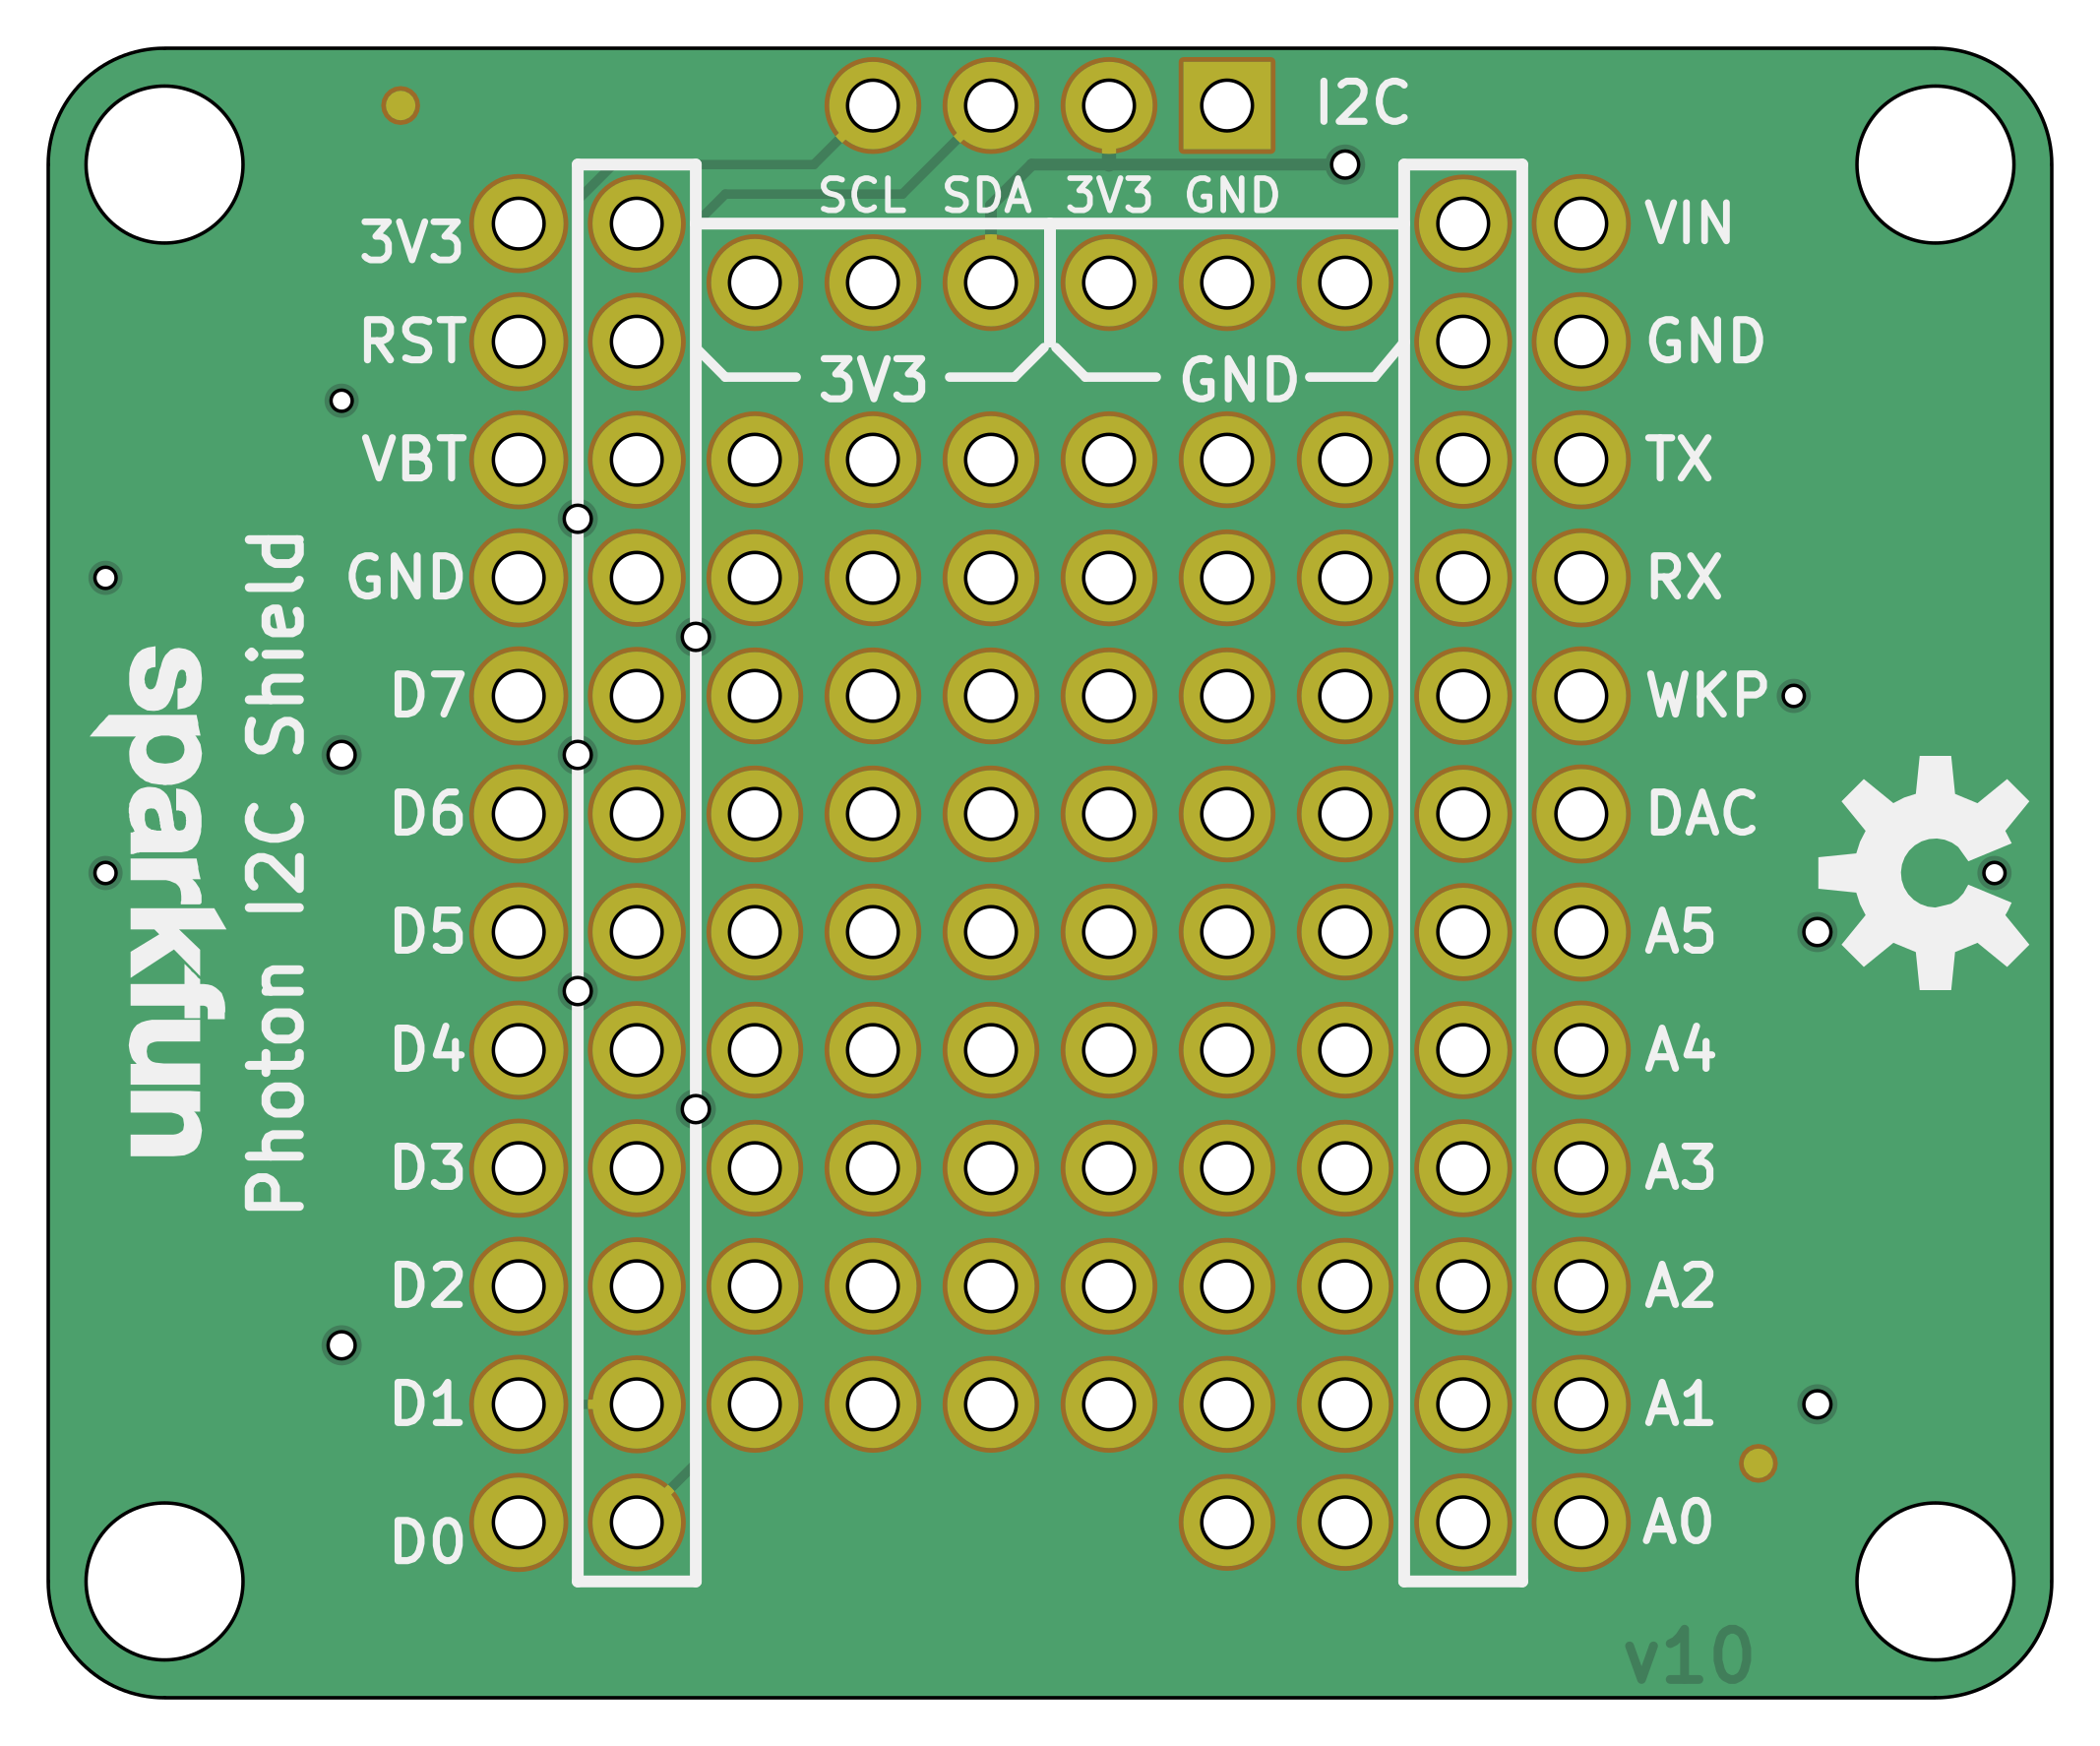 I2C
SCL SDA 3V3 GND
3V3 VIN
RST 3V3 GND GND
VBT TX
GND RX
D7 WKP
D6 DAC
D5 A5
D4 A4
D3 A3
D2 A2
D1 A1
D0 A0
v10
sparkfun
Photon I2C Shield